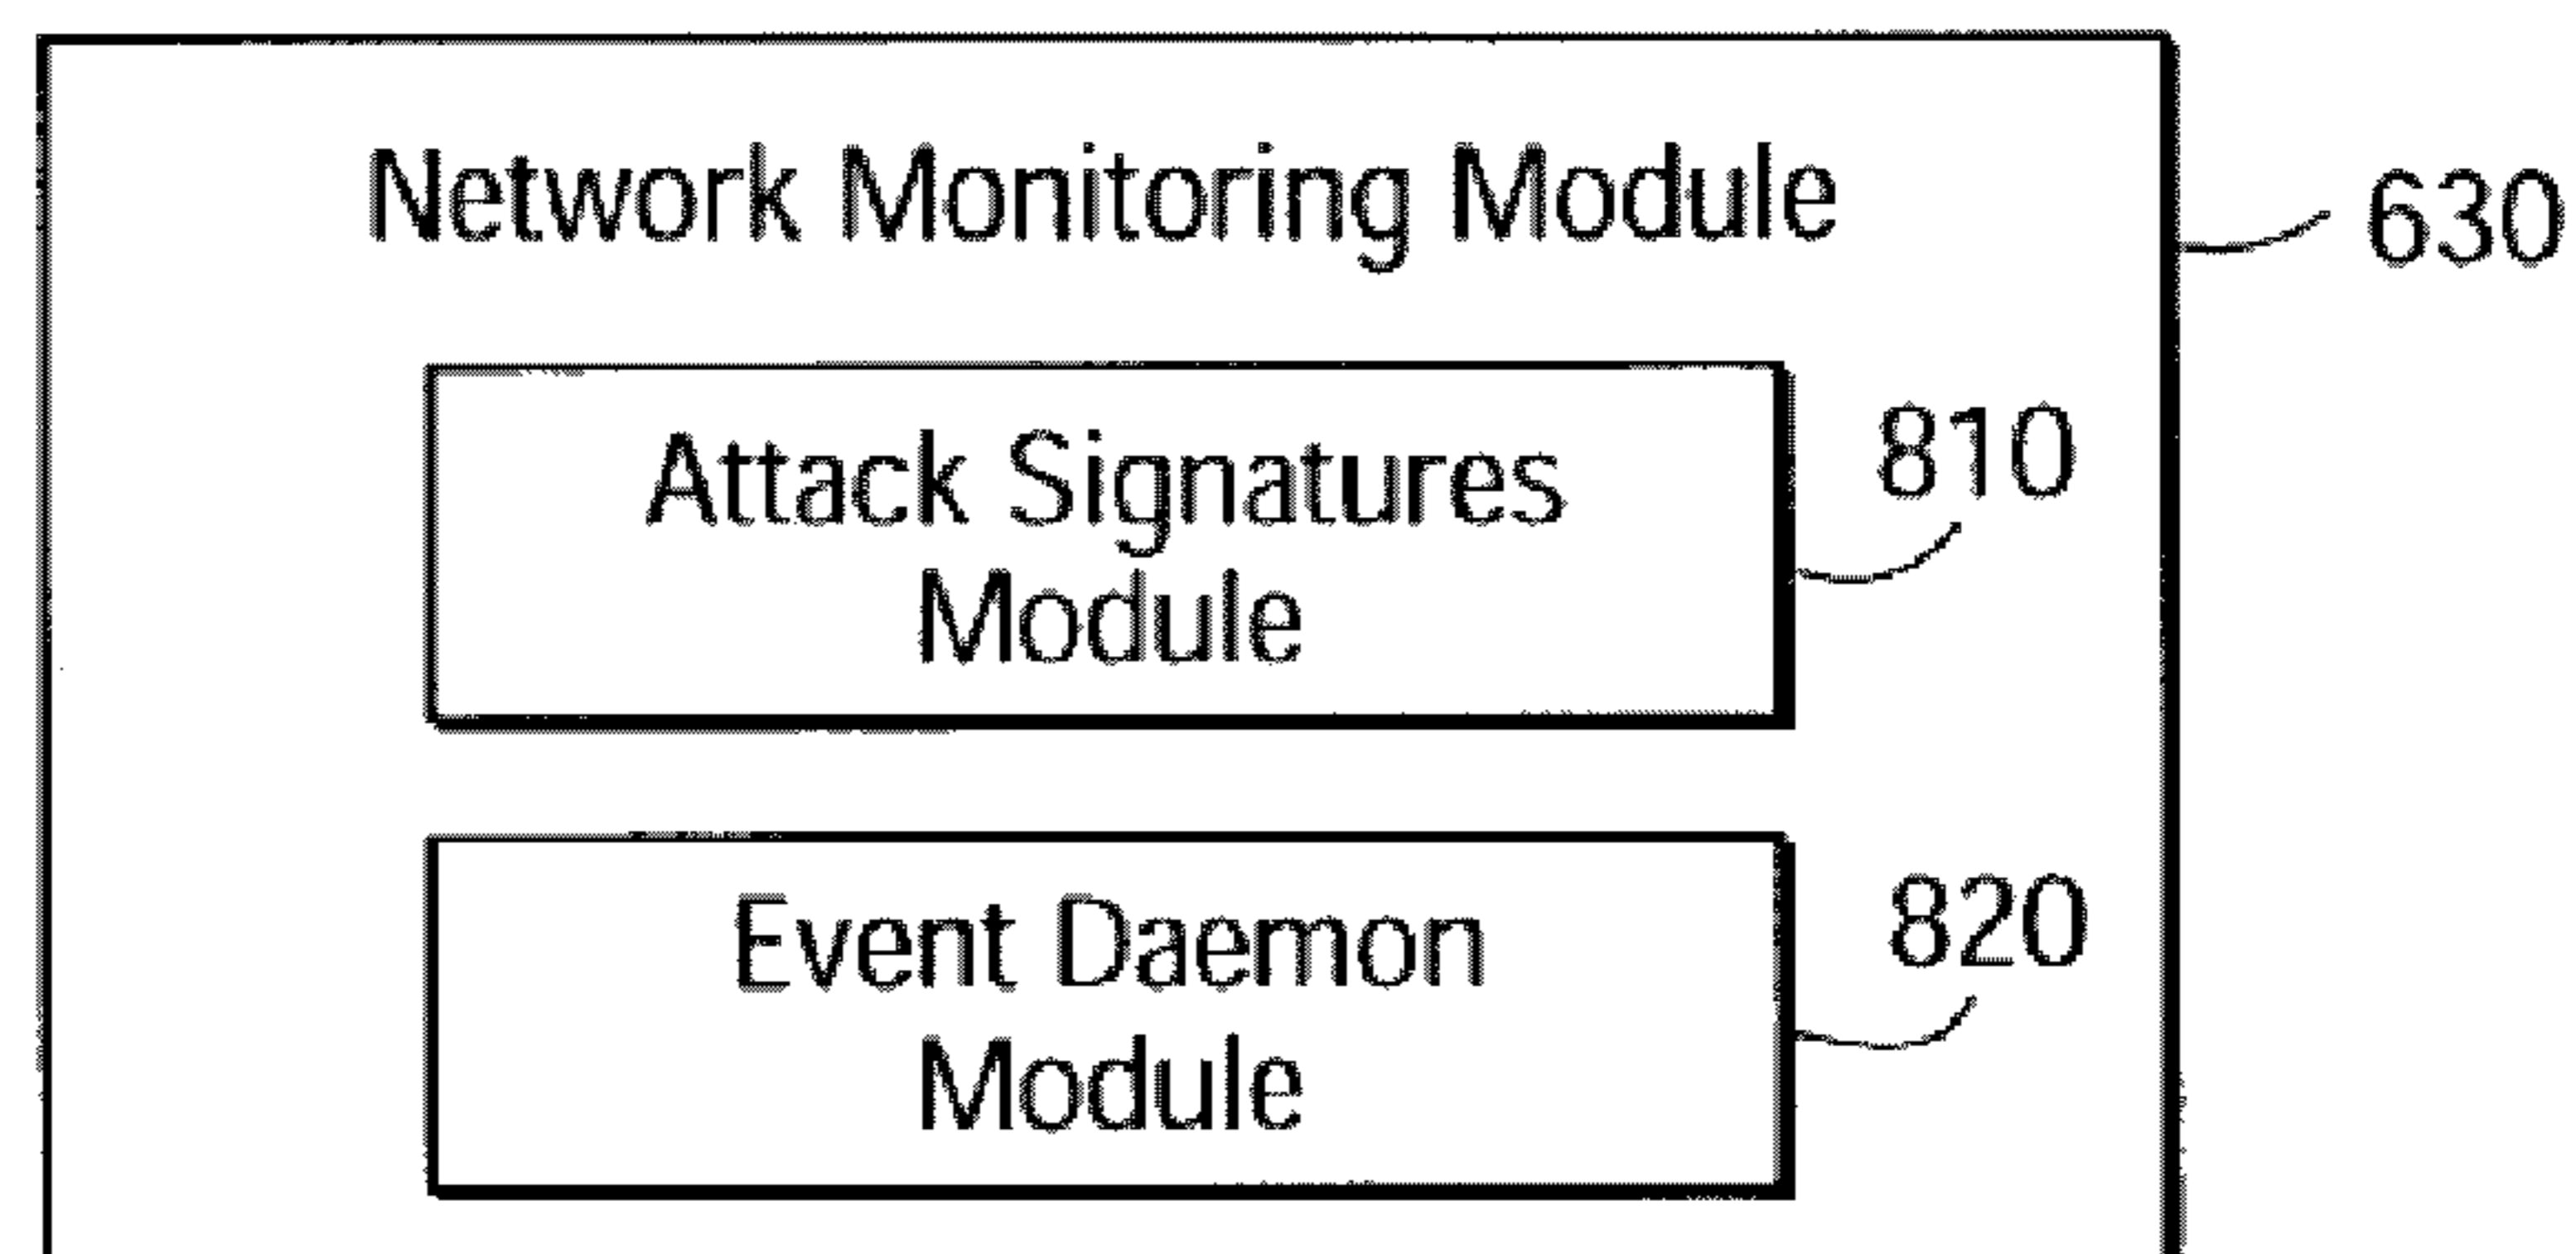 Network Monitoring Module
630
Attack Signatures
Module
810
Event Daemon
Module
820